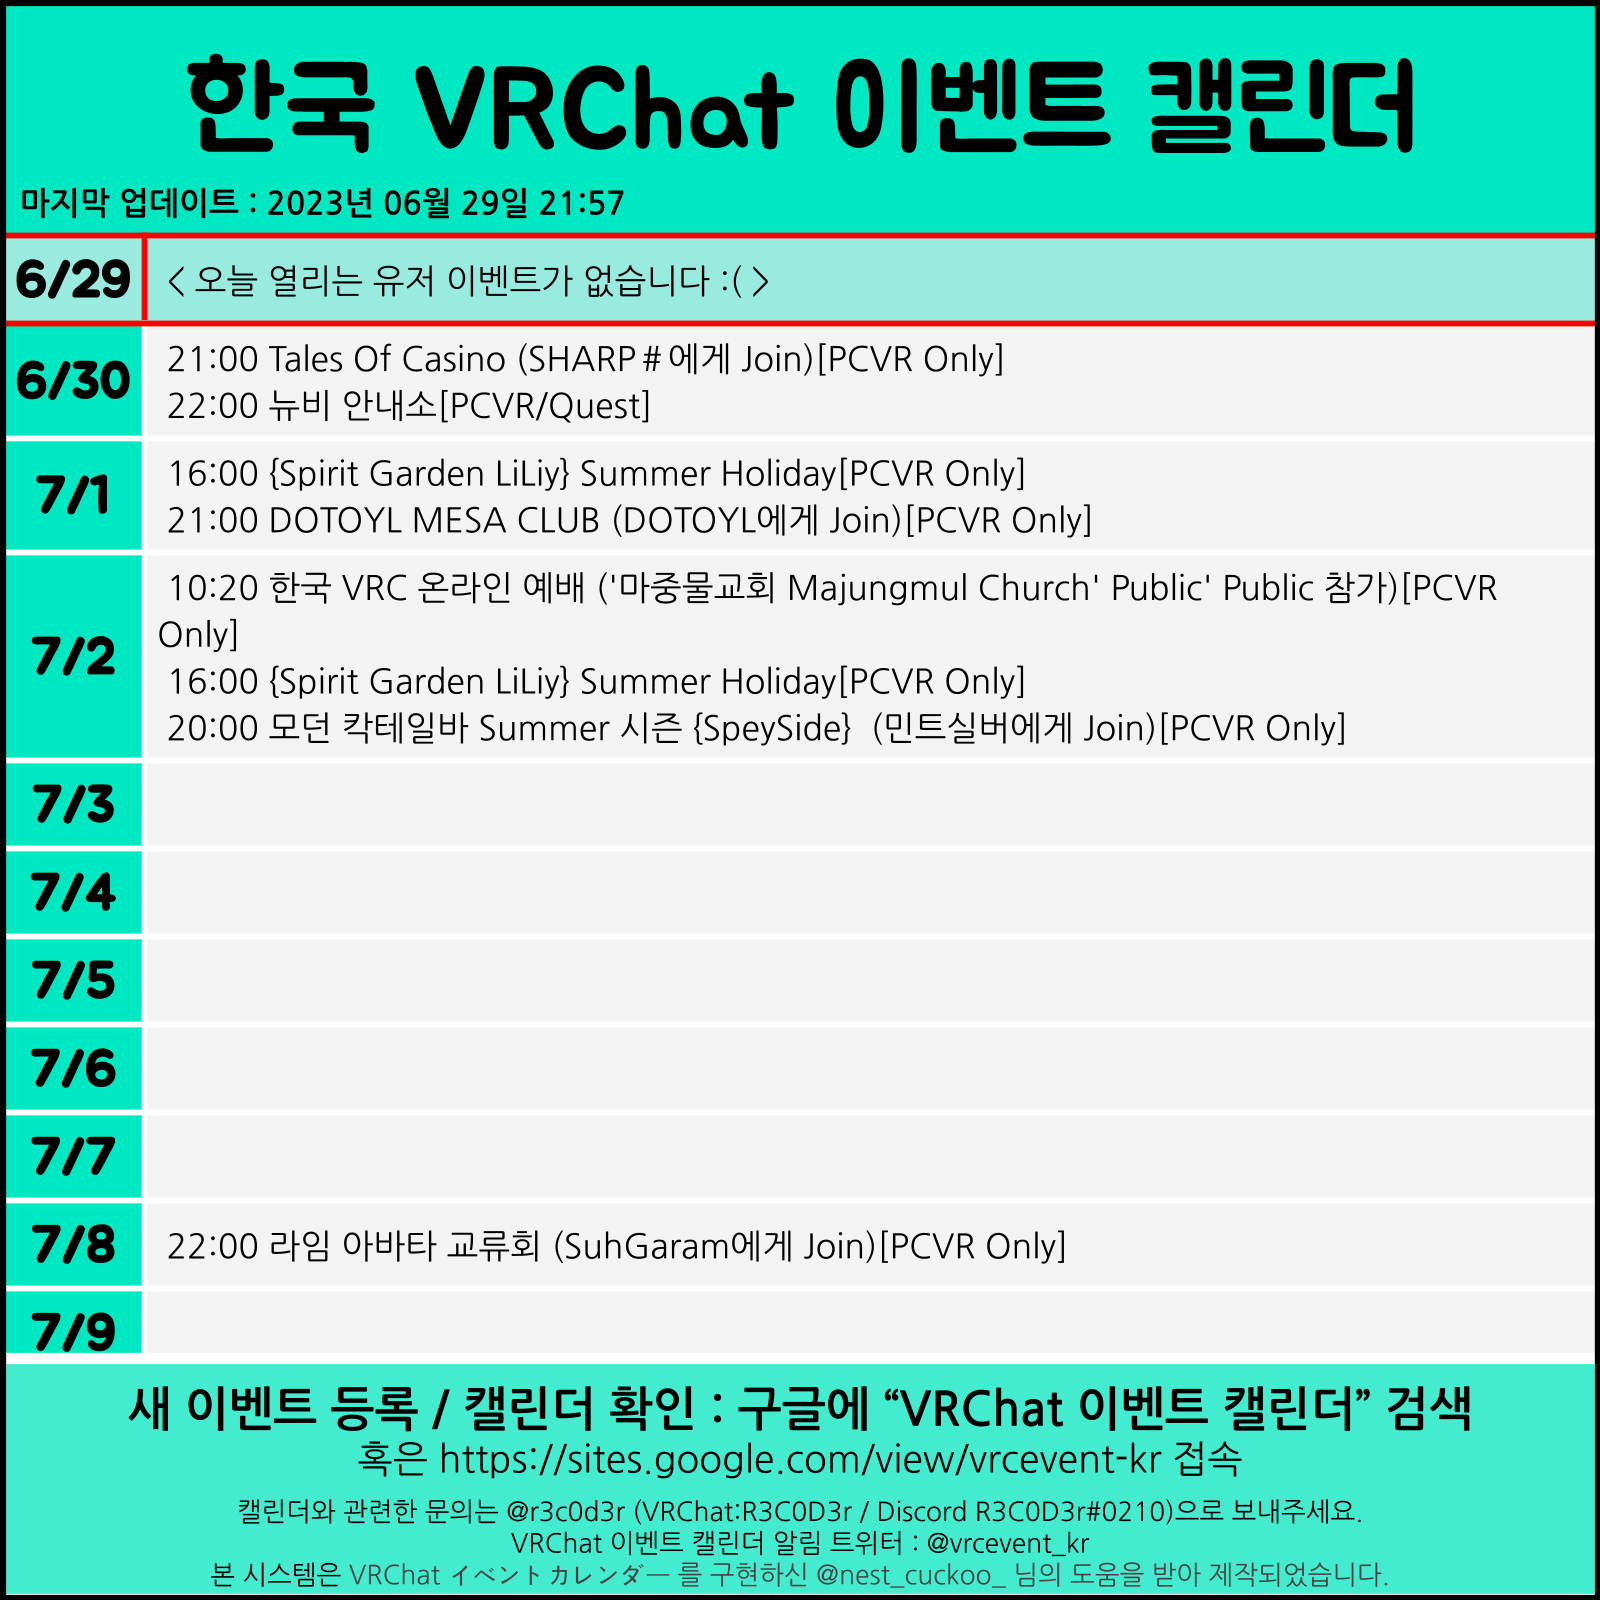 한국 VRChat 이벤트 캘린더
마지막 업데이트 : 2023년 06월 29일 21:57
6/29
< 오늘 열리는 유저 이벤트가 없습니다 :( >
6/30
21:00 Tales Of Casino (SHARP#에게 Join)[PCVR Only]
22:00 뉴비 안내소[PCVR/Quest]
7/1
16:00 {Spirit Garden LiLiy} Summer Holiday[PCVR Only]
21:00 DOTOYL MESA CLUB (DOTOYL에게 Join)[PCVR Only]
7/2
10:20 한국 VRC 온라인 예배 ('마중물교회 Majungmul Church' Public' Public 참가)[PCVR
Only]
16:00 {Spirit Garden LiLiy} Summer Holiday[PCVR Only]
20:00 모던 칵테일바 Summer 시즌 {SpeySide}  (민트실버에게 Join)[PCVR Only]
7/3
7/4
7/5
7/6
7/7
7/8
22:00 라임 아바타 교류회 (SuhGaram에게 Join)[PCVR Only]
7/9
새 이벤트 등록 / 캘린더 확인 : 구글에 “VRChat 이벤트 캘린더” 검색
혹은 https://sites.google.com/view/vrcevent-kr 접속
캘린더와 관련한 문의는 @r3c0d3r (VRChat:R3C0D3r / Discord R3C0D3r#0210)으로 보내주세요.
VRChat 이벤트 캘린더 알림 트위터 : @vrcevent_kr
본 시스템은 VRChat イベントカレンダー 를 구현하신 @nest_cuckoo_ 님의 도움을 받아 제작되었습니다.